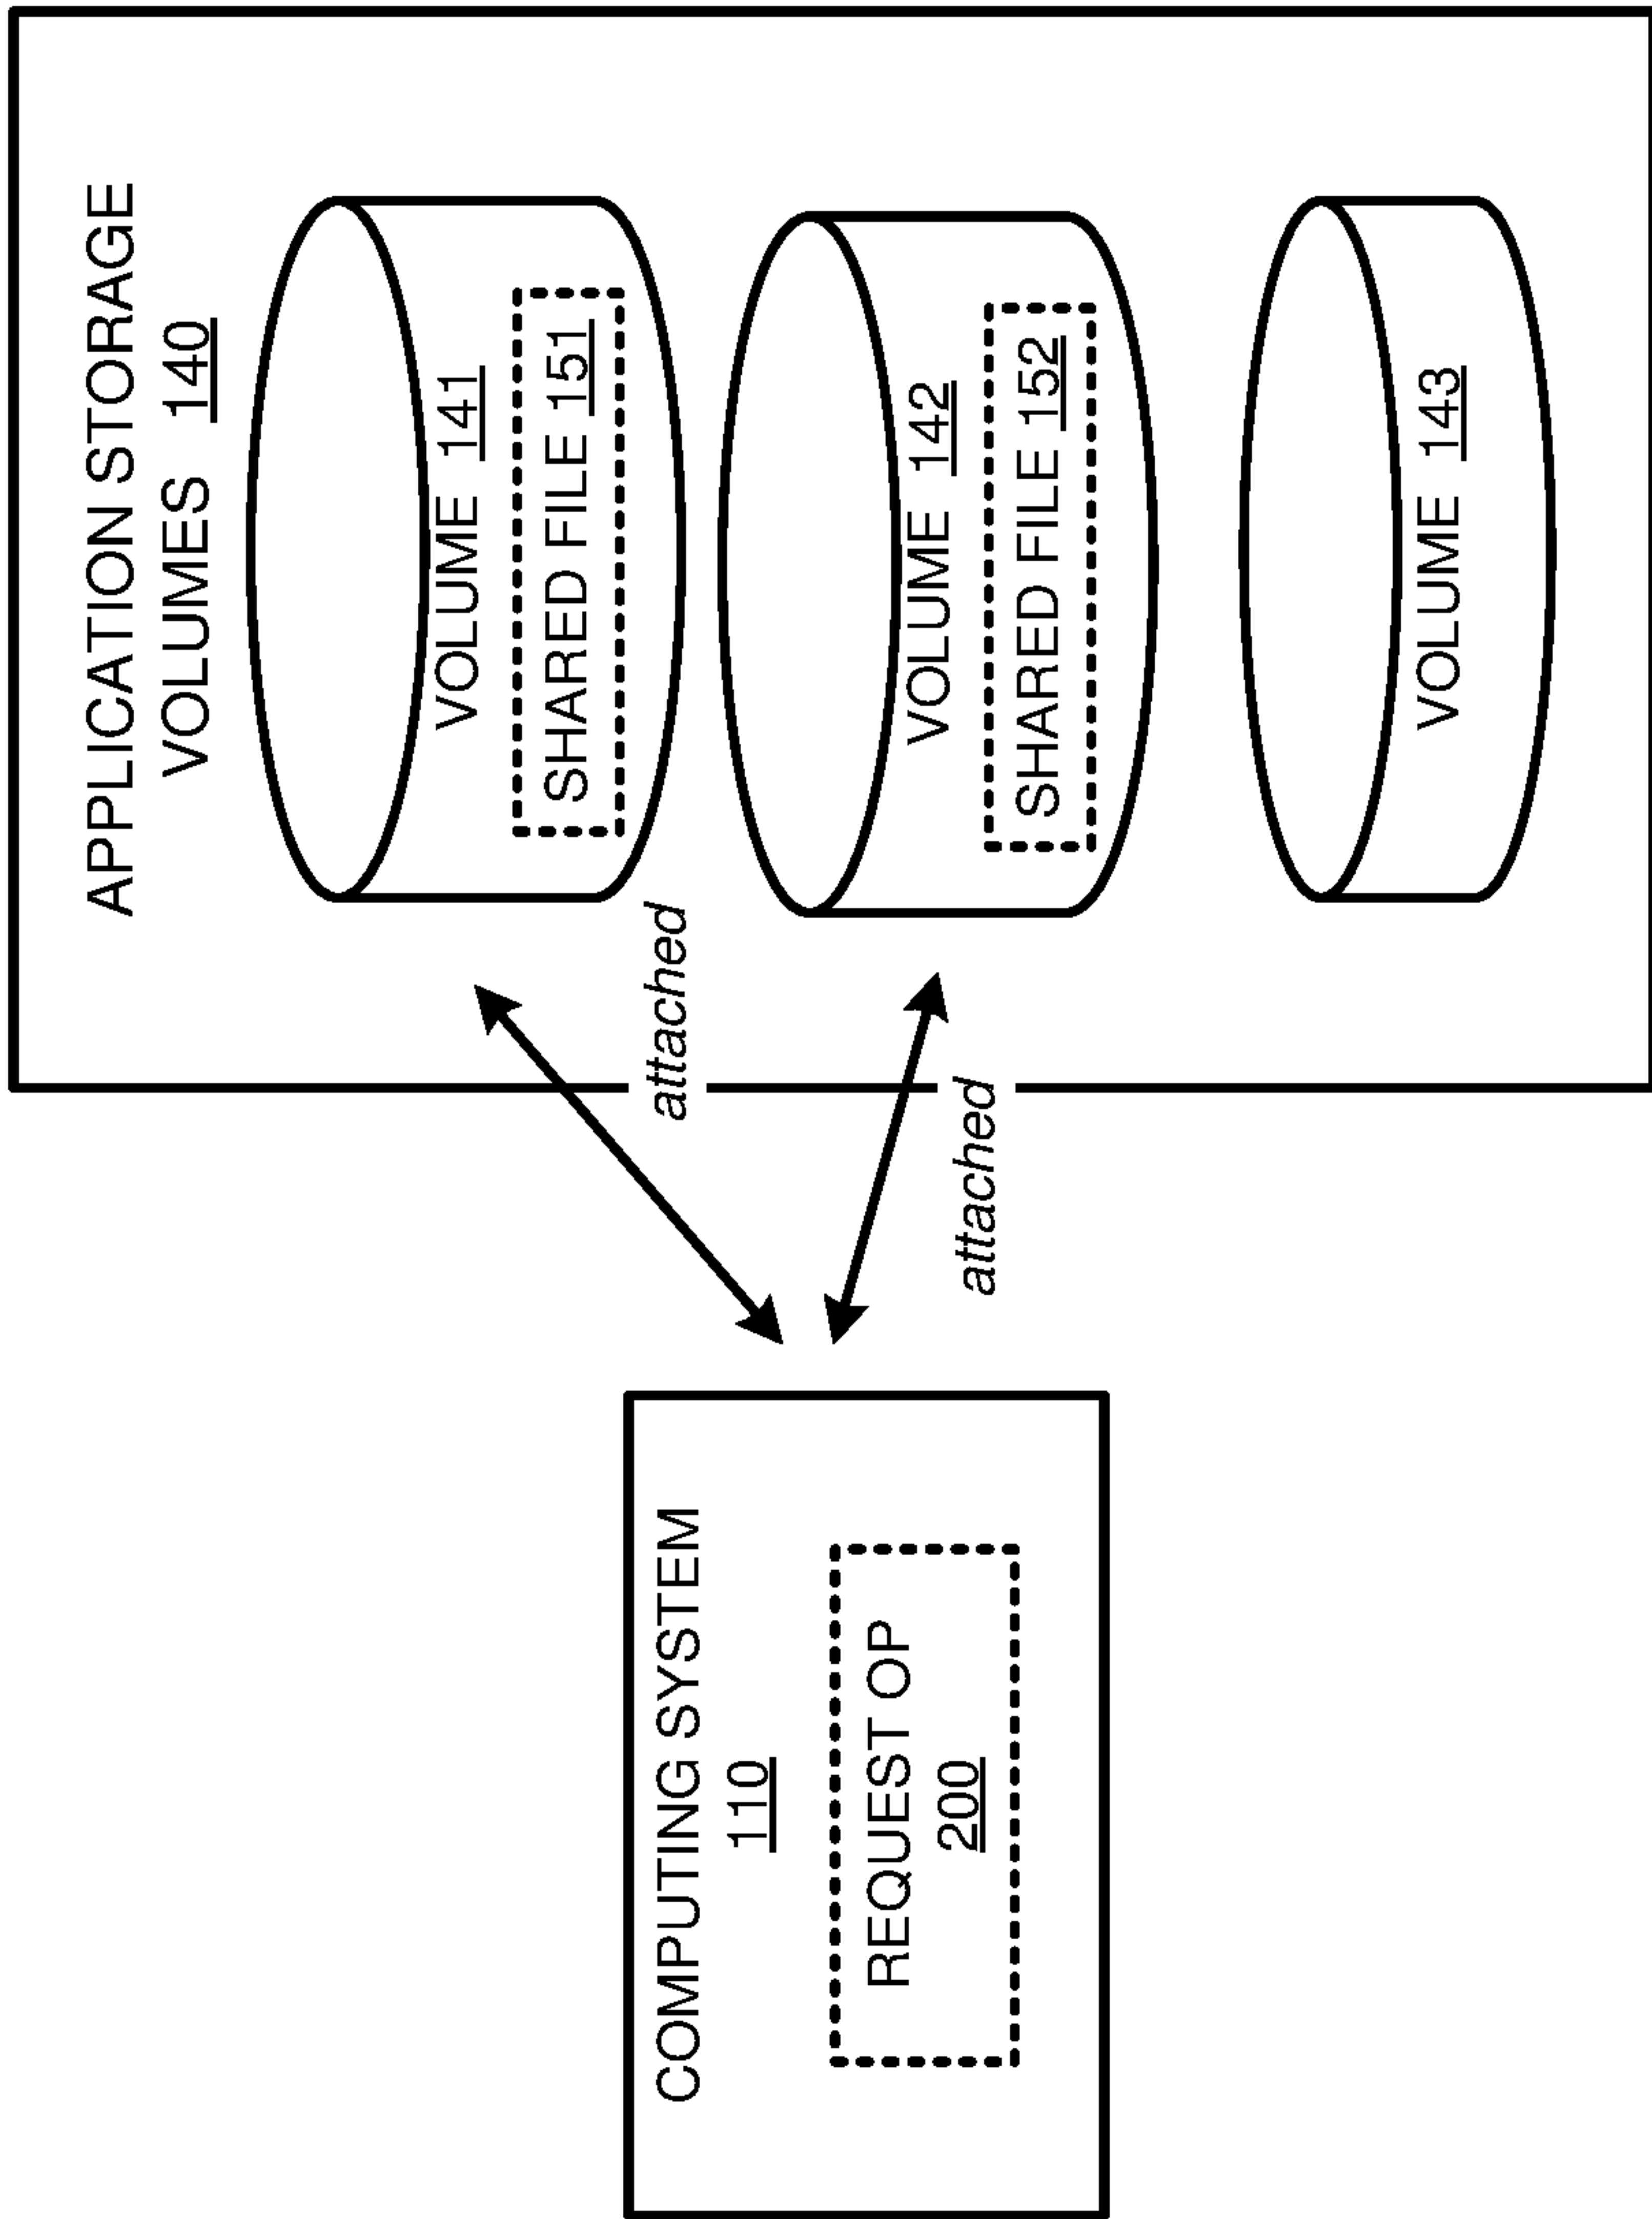 COMPUTING SYSTEM
110
REQUEST OP
200
attached
attached
APPLICATION STORAGE
VOLUMES 140
VOLUME 141
SHARED FILE 151
VOLUME 142
SHARED FILE 152
VOLUME 143